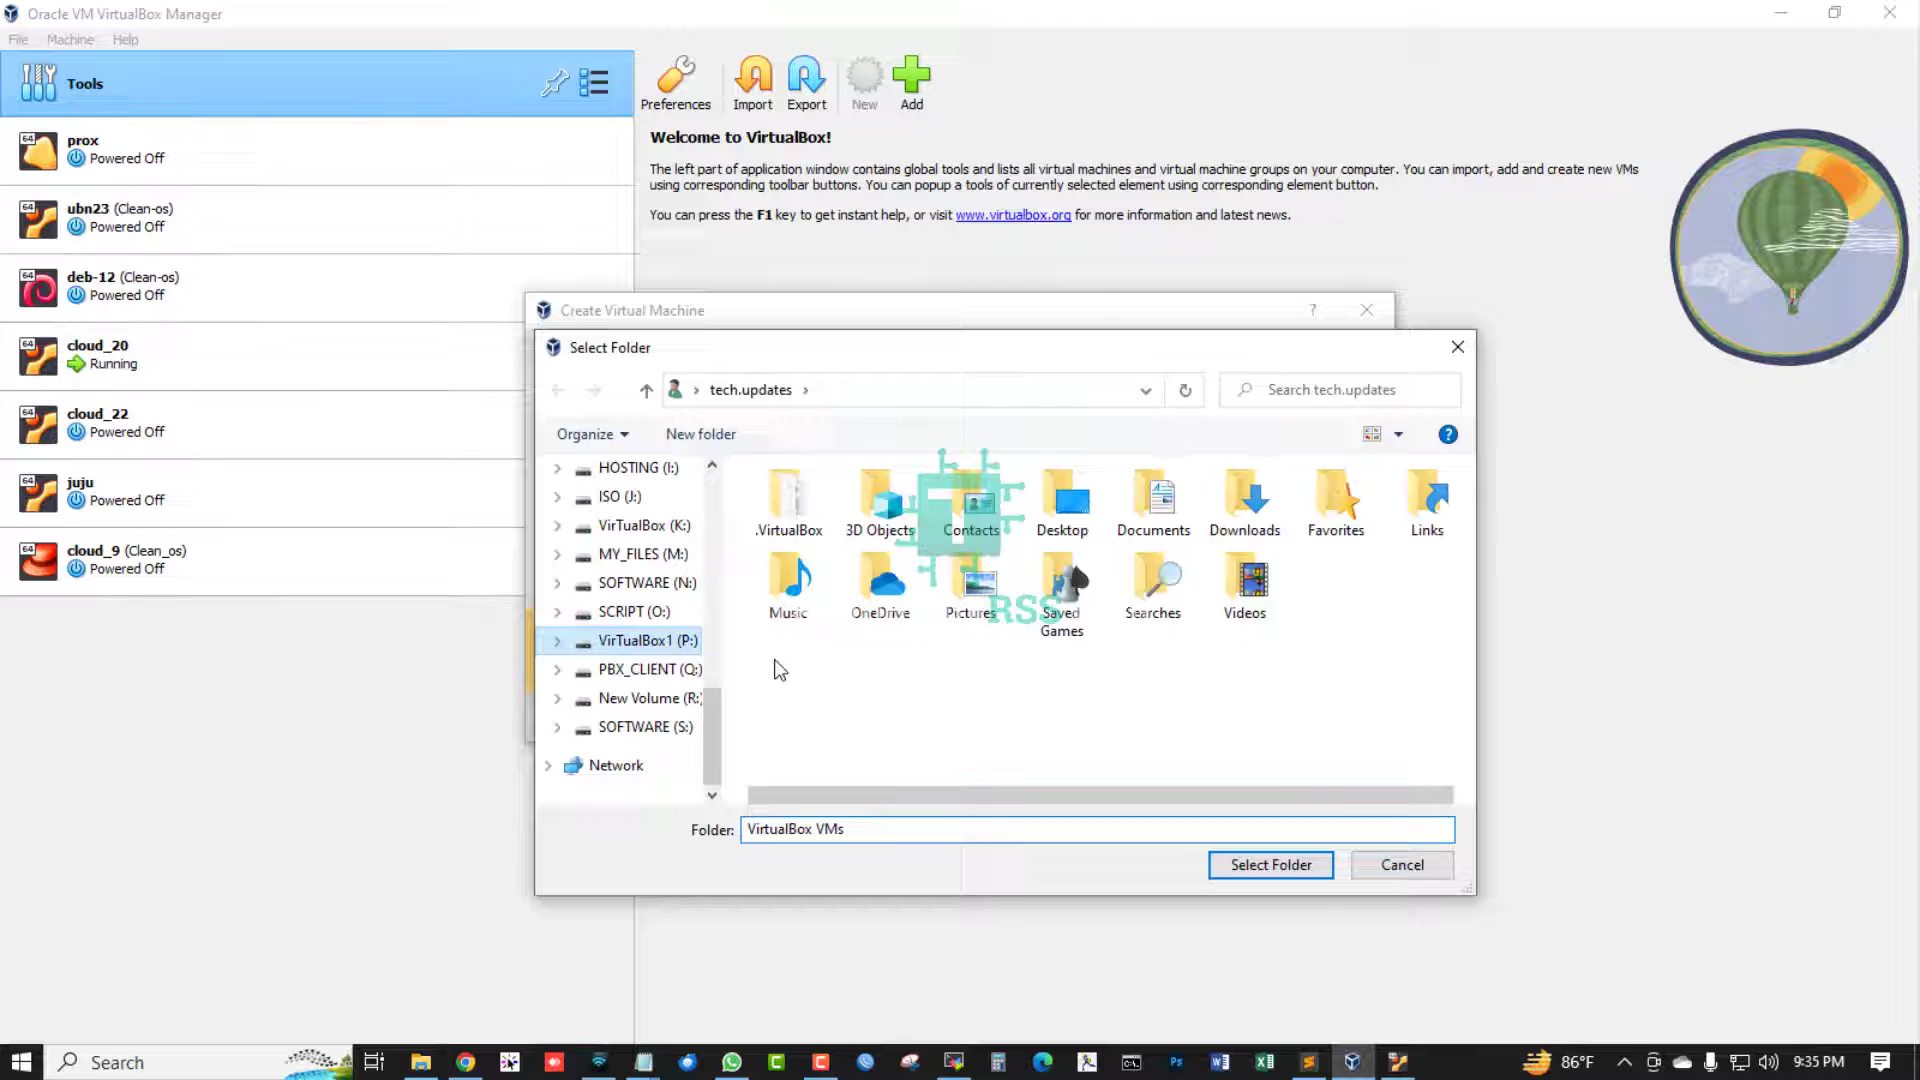 Oracle VM VirtualBox Manager
File Machine Help
Tools
Preferences
Import
Export
New
Add
64
prox
Powered Off
64
ubn23 (Clean-os)
Powered Off
64
deb-12 (Clean-os)
Powered Off
64
cloud_20
Running
64
cloud_22
Powered Off
64
juju
Powered Off
64
cloud_9 (Clean_os)
Powered Off
Welcome to VirtualBox!
The left part of application window contains global tools and lists all virtual machines and virtual machine groups on your computer. You can import, add and create new VMs
using corresponding toolbar buttons. You can popup a tools of currently selected element using corresponding element button.
You can press the F1 key to get instant help, or visit www.virtualbox.org for more information and latest news.
Create Virtual Machine ?
Select Folder
tech.updates
Search tech.updates
Organize
New folder
?
HOSTING (I:)
ISO (J:)
VirTualBox (K:)
MY_FILES (M:)
SOFTWARE (N:)
SCRIPT (O:)
VirTualBox1 (P:)
PBX_CLIENT (Q:)
New Volume (R:)
SOFTWARE (S:)
Network
.VirtualBox
3D Objects
Contacts
Desktop
Documents
Downloads
Favorites
Links
Music
OneDrive
Pictures
Saved
Games
Searches
Videos
RSS
Folder: VirtualBox VMs
Select Folder
Cancel
Search
86°F
9:35 PM